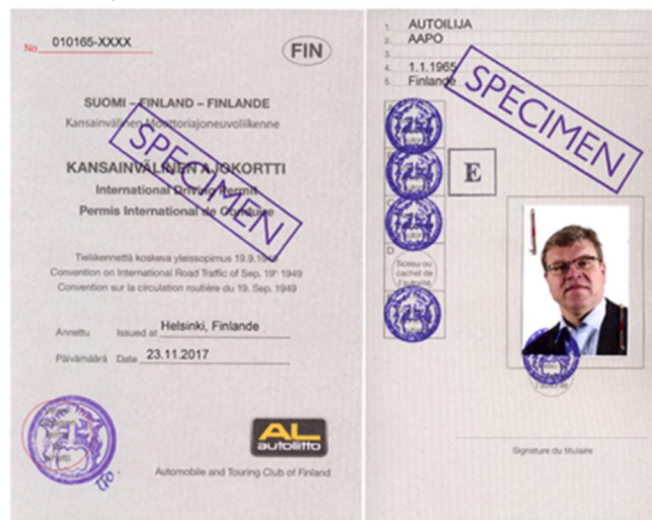 No. 010165-XXXX
FIN
SUOMI – FINLAND – FINLANDE
Kansainvälinen Moottoriajoneuvoliikenne
KANSAINVÄLINEN AJOKORTTI
International Driving Permit
Permis International de Conduire
SPECIMEN
Tieliikennettä koskeva yleissopimus 19.9.1949
Convention on International Road Traffic of Sep. 19th 1949
Convention sur la circulation routière du 19. Sep. 1949
Annettu Issued at Helsinki, Finlande
Päivämäärä Date 23.11.2017
AL
autoliitto
Automobile and Touring Club of Finland
1. AUTOILIJA
2. AAPO
3.
4. 1.1.1965
5. Finlande
SPECIMEN
E
D
Sceau ou
cachet de
l'autorité
Signature du titulaire